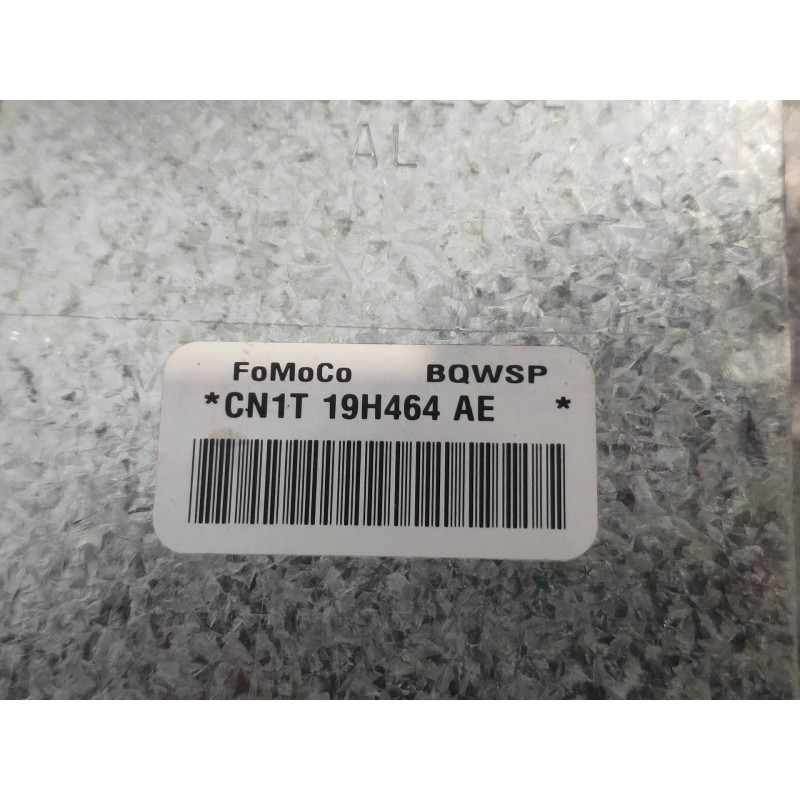 AL
FoMoCo BQWSP
*CN1T 19H464 AE *